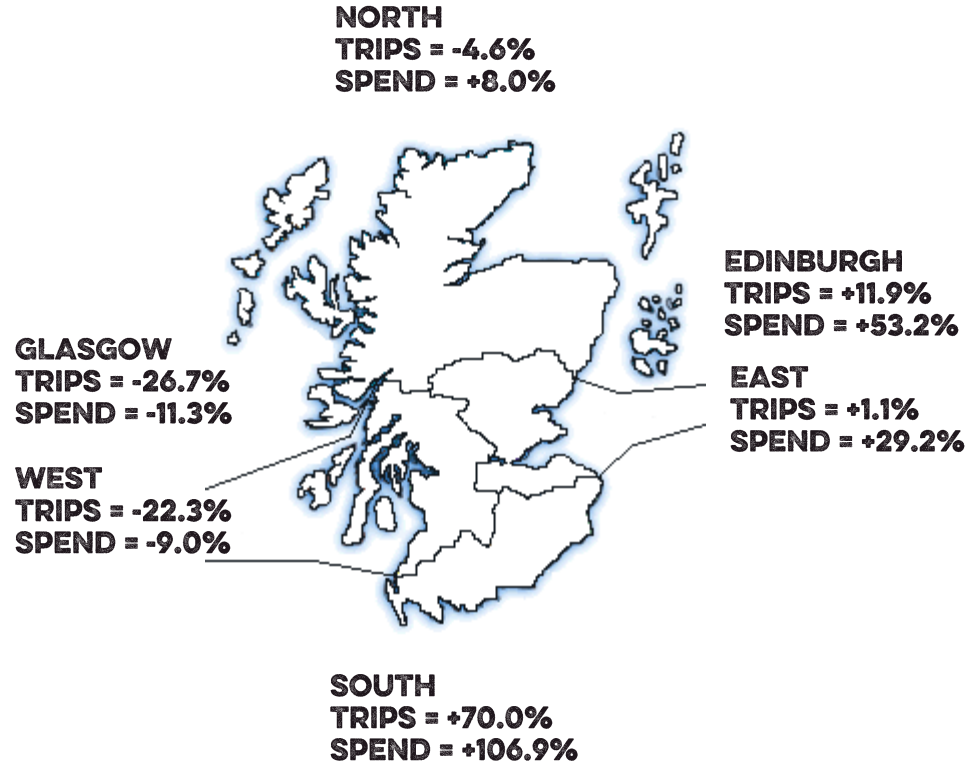 NORTH
TRIPS = -4.6%
SPEND = +8.0%
EDINBURGH
TRIPS = +11.9%
SPEND = +53.2%
GLASGOW
TRIPS = -26.7%
SPEND = -11.3%
EAST
TRIPS = +1.1%
SPEND = +29.2%
WEST
TRIPS = -22.3%
SPEND = -9.0%
SOUTH
TRIPS = +70.0%
SPEND = +106.9%